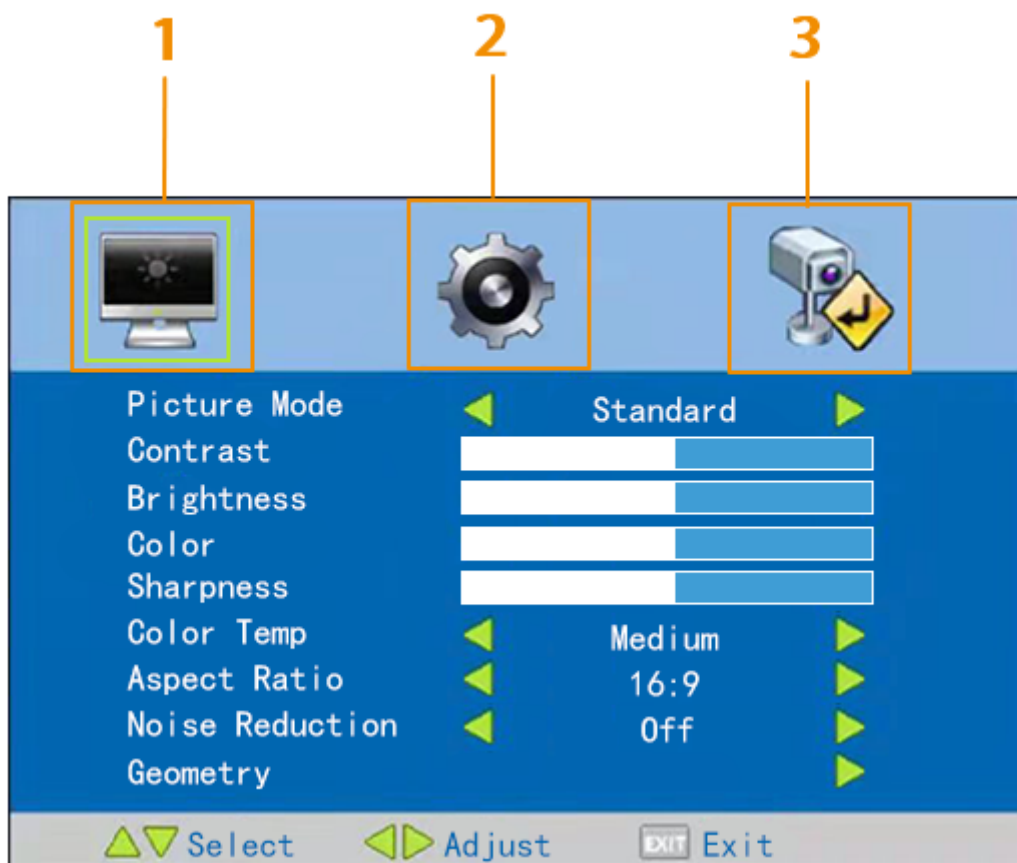 1 2 3
Picture Mode Standard
Contrast
Brightness
Color
Sharpness
Color Temp Medium
Aspect Ratio 16:9
Noise Reduction Off
Geometry
Select Adjust EXIT Exit